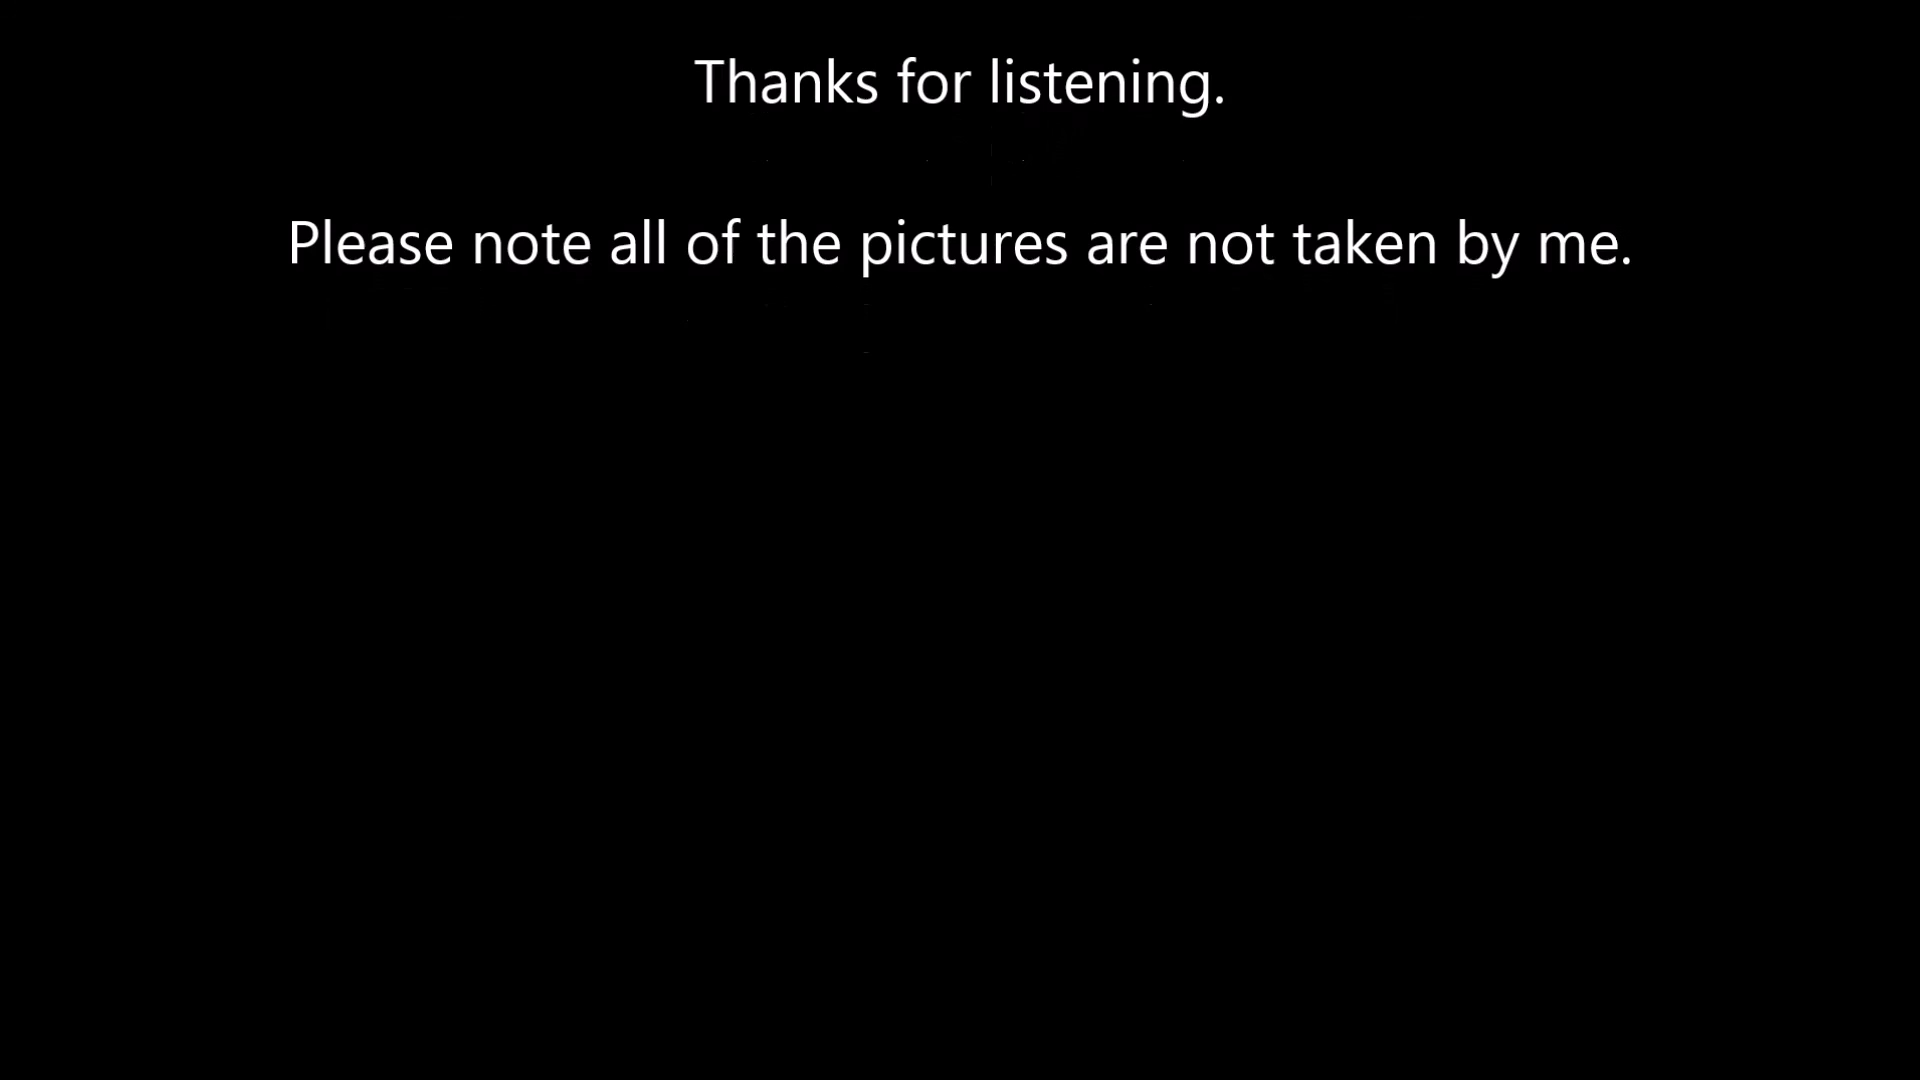 Thanks for listening.
Please note all of the pictures are not taken by me.